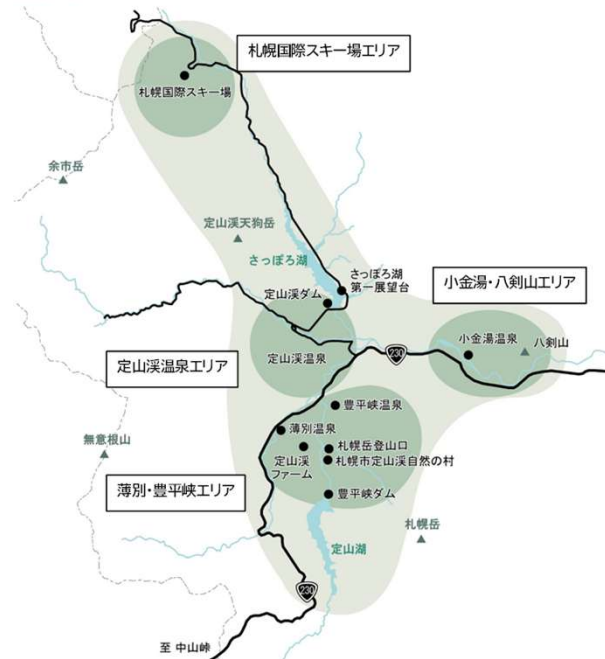 札幌国際スキー場エリア
札幌国際スキー場
余市岳
定山渓天狗岳
さっぽろ湖
さっぽろ湖
第一展望台
定山渓ダム
小金湯・八剣山エリア
小金湯温泉
八剣山
定山渓温泉エリア
定山渓温泉
230
豊平峡温泉
薄別温泉
無意根山
定山渓
ファーム
札幌岳登山口
札幌市定山渓自然の村
薄別・豊平峡エリア
豊平峡ダム
札幌岳
定山湖
230
至 中山峠